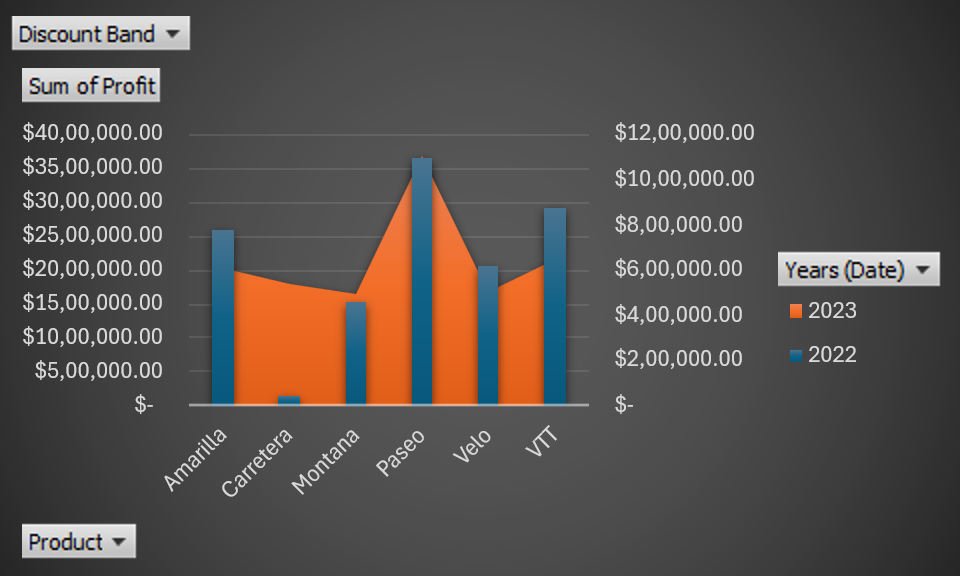 Discount Band
Sum of Profit
$40,00,000.00
$35,00,000.00
$30,00,000.00
$25,00,000.00
$20,00,000.00
$15,00,000.00
$10,00,000.00
$5,00,000.00
$-
$12,00,000.00
$10,00,000.00
$8,00,000.00
$6,00,000.00
$4,00,000.00
$2,00,000.00
$-
Amarilla
Carretera
Montana
Paseo
Velo
VTT
Years (Date)
2023
2022
Product